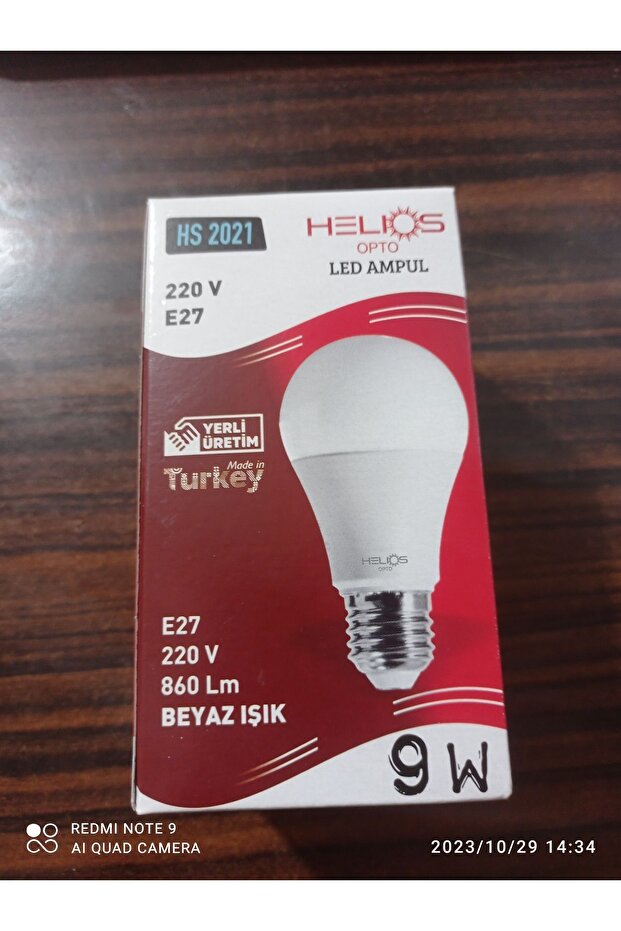 HS 2021
HELIOS
OPTO
LED AMPUL
220 V
E27
YERLİ
ÜRETİM
Made in
Turkey
HELIOS
OPTO
E27
220 V
860 Lm
BEYAZ IŞIK
9 W
REDMI NOTE 9
AI QUAD CAMERA
2023/10/29 14:34